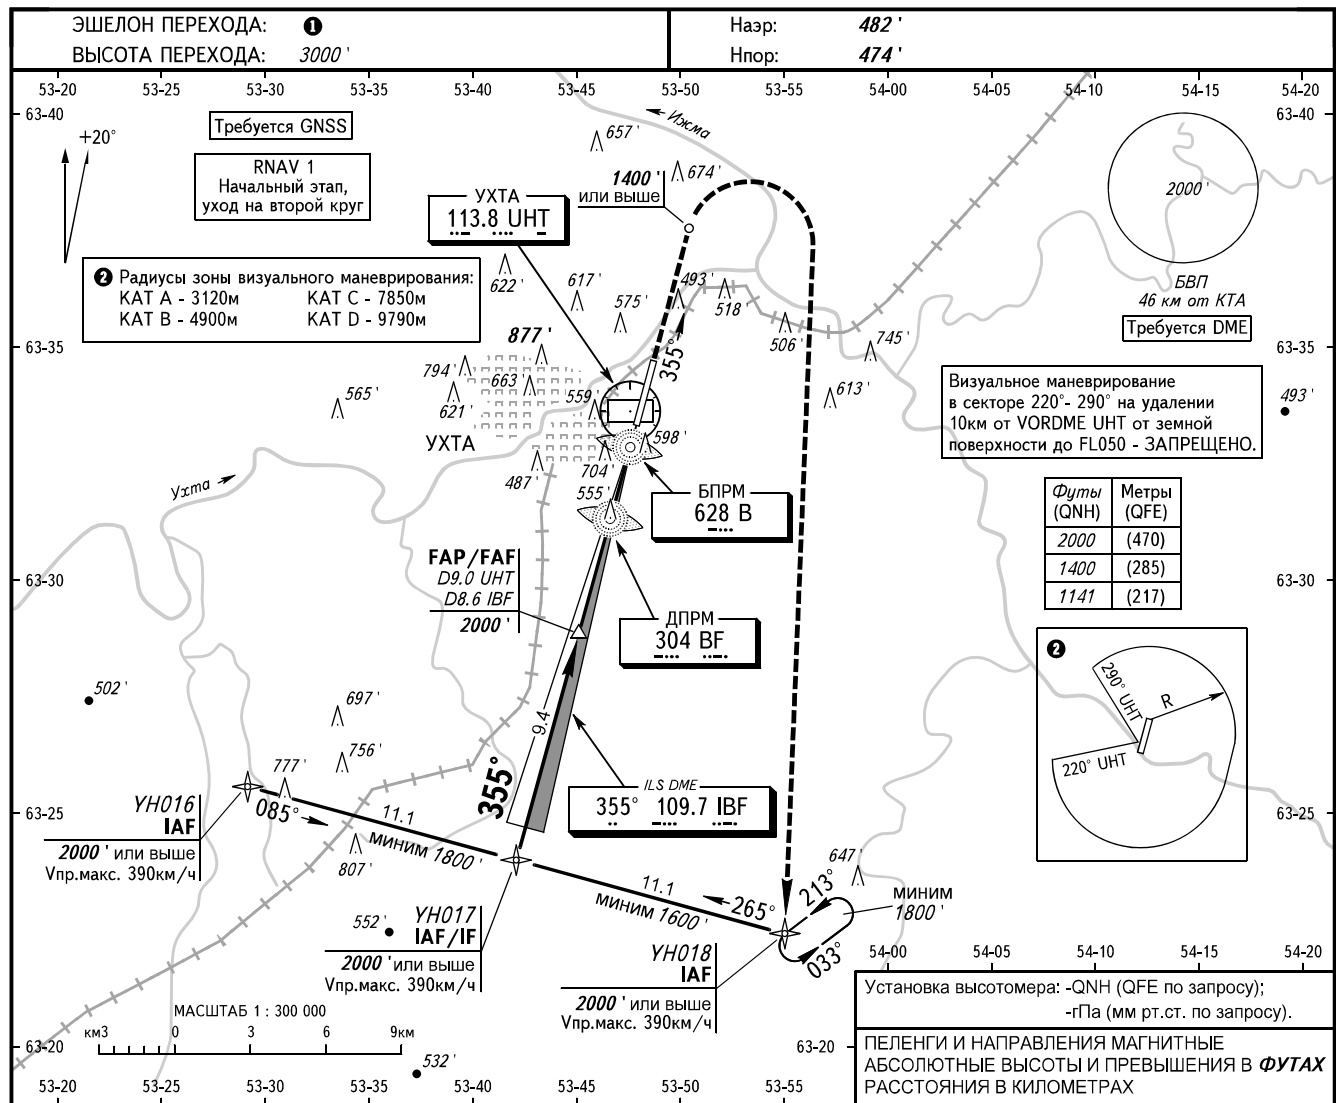 ЭШЕЛОН ПЕРЕХОДА: ❶
ВЫСОТА ПЕРЕХОДА: 3000 '
Наэр: 482 '
Нпор: 474 '
53-20 53-25 53-30 53-35 53-40 53-45 53-50 53-55 54-00 54-05 54-10 54-15 54-20
63-40
63-40
+20°
Требуется GNSS
RNAV 1
Начальный этап,
уход на второй круг
Ижма
657 '
674 '
1400 '
или выше
УХТА
113.8 UHT
2000 '
БВП
46 км от КТА
Требуется DME
❷ Радиусы зоны визуального маневрирования:
КАТ A - 3120м КАТ C - 7850м
КАТ B - 4900м КАТ D - 9790м
622 '
617 '
575 '
493 '
518 '
506 '
745 '
63-35
63-35
877 '
794 '
663 '
621 '
565 '
559 '
355°
613 '
598 '
704 '
487 '
555 '
УХТА
Визуальное маневрирование
в секторе 220°- 290° на удалении
10км от VORDME UHT от земной
поверхности до FL050 - ЗАПРЕЩЕНО.
493 '
Ухта
БПРМ
628 B
Футы Метры
(QNH) (QFE)
2000 (470)
1400 (285)
1141 (217)
63-30
63-30
FAP/FAF
D9.0 UHT
D8.6 IBF
2000 '
ДПРМ
304 BF
❷
290° UHT
R
220° UHT
502 '
697 '
756 '
777 '
9.4
355°
ILS DME
355° 109.7 IBF
63-25
63-25
YH016
IAF
2000 ' или выше
Vпр.макс. 390км/ч
085°
11.1
миним 1800 '
807 '
11.1
миним 1600 '
265°
647 '
213°
033°
миним
1800 '
552 '
YH017
IAF/IF
2000 ' или выше
Vпр.макс. 390км/ч
YH018
IAF
2000 ' или выше
Vпр.макс. 390км/ч
54-00 54-05 54-10 54-15 54-20
МАСШТАБ 1 : 300 000
км3 0 3 6 9км
532 '
63-20
63-20
53-20 53-25 53-30 53-35 53-40 53-45 53-50 53-55
Установка высотомера: -QNH (QFE по запросу);
-гПа (мм рт.ст. по запросу).
ПЕЛЕНГИ И НАПРАВЛЕНИЯ МАГНИТНЫЕ
АБСОЛЮТНЫЕ ВЫСОТЫ И ПРЕВЫШЕНИЯ В ФУТАХ
РАССТОЯНИЯ В КИЛОМЕТРАХ